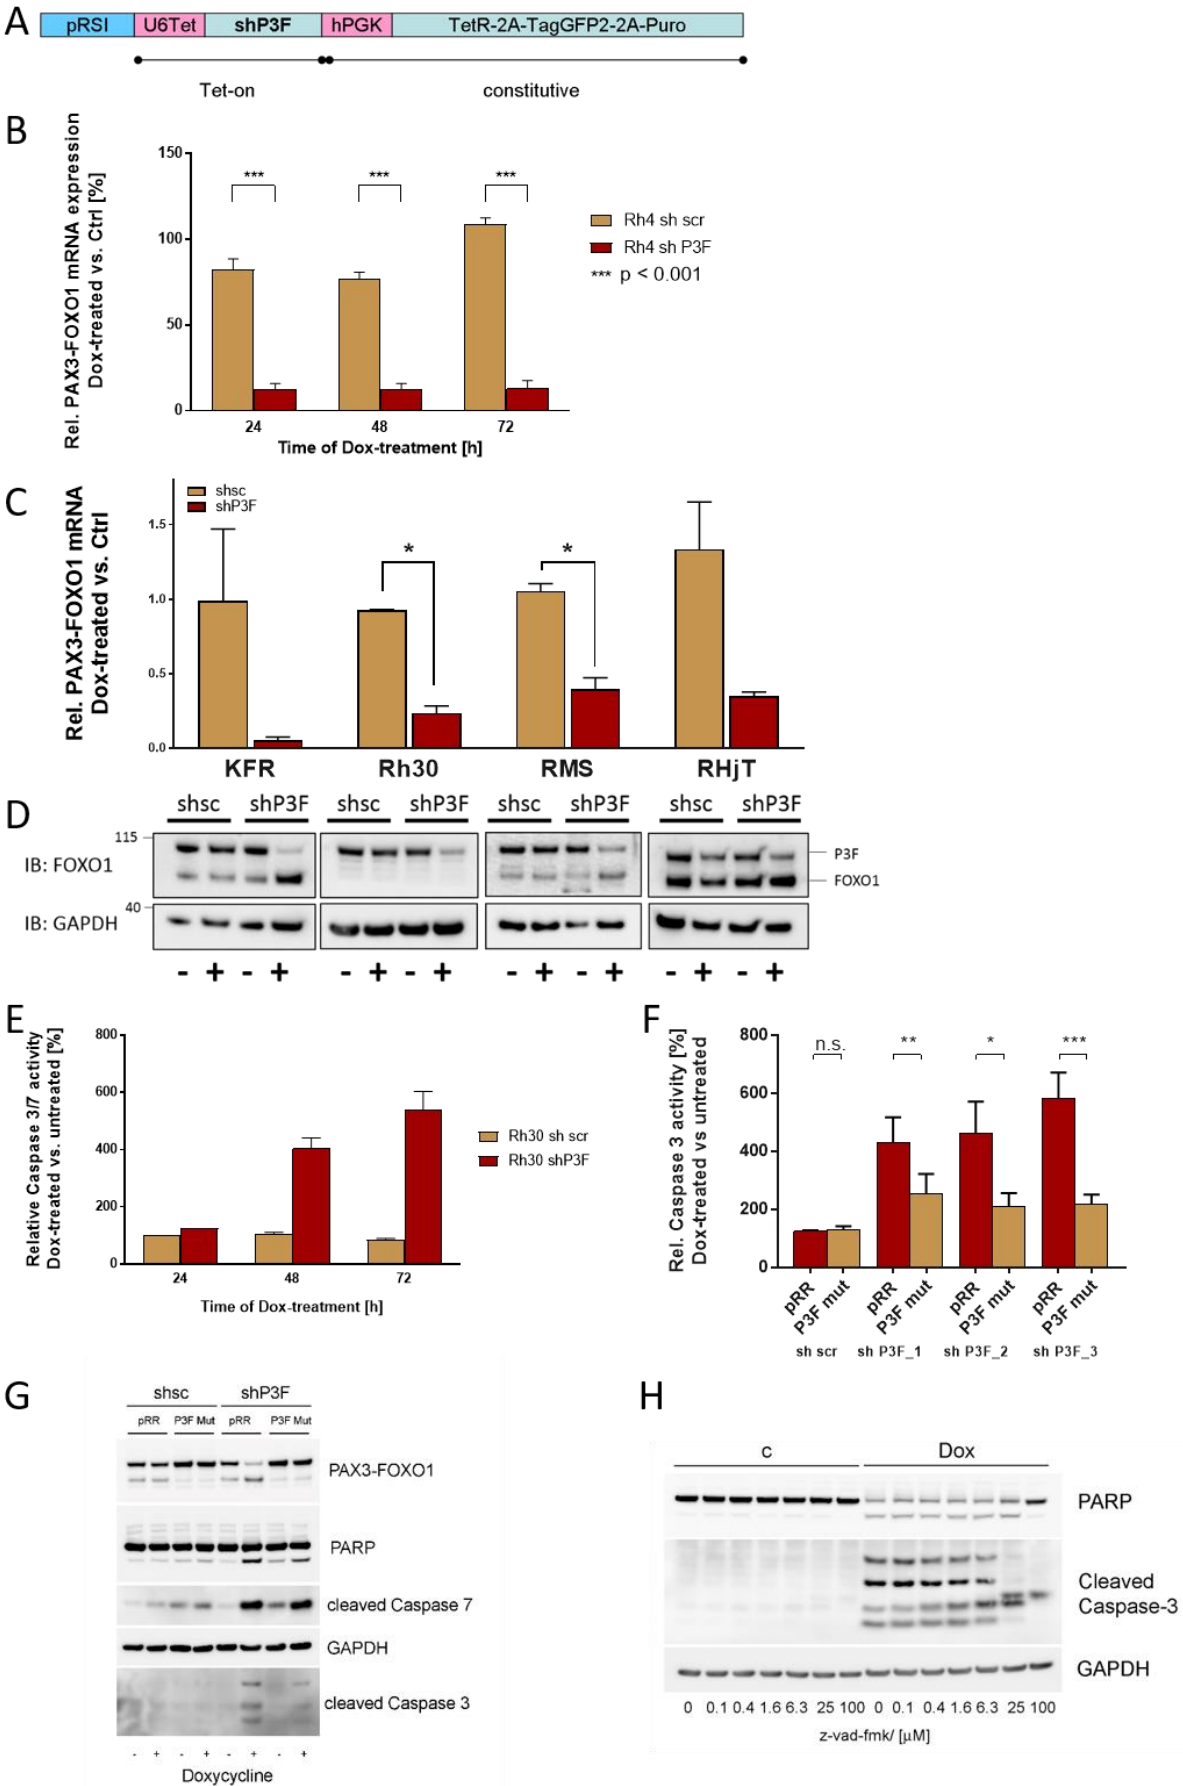 A
pRSI U6Tet shP3F hPGK TetR-2A-TagGFP2-2A-Puro
Tet-on constitutive
B
Rel. PAX3-FOXO1 mRNA expression
Dox-treated vs. Ctrl [%]
150
100
50
0
*** *** ***
24 48 72
Time of Dox-treatment [h]
Rh4 sh scr
Rh4 sh P3F
*** p < 0.001
C
Rel. PAX3-FOXO1 mRNA
Dox-treated vs. Ctrl
shsc
shP3F
1.5
1.0
0.5
0.0
* *
KFR Rh30 RMS RHjT
D
shsc shP3F shsc shP3F shsc shP3F shsc shP3F
115
IB: FOXO1
P3F
FOXO1
40
IB: GAPDH
- + - + - + - + - + - + - + - +
E
Relative Caspase 3/7 activity
Dox-treated vs. untreated [%]
800
600
400
200
0
24 48 72
Time of Dox-treatment [h]
Rh30 sh scr
Rh30 shP3F
F
Rel. Caspase 3 activity [%]
Dox-treated vs untreated
800
600
400
200
0
n.s. ** * ***
pRR P3F mut pRR P3F mut pRR P3F mut pRR P3F mut
sh scr sh P3F_1 sh P3F_2 sh P3F_3
G
shsc shP3F
pRR P3F Mut pRR P3F Mut
PAX3-FOXO1
PARP
cleaved Caspase 7
GAPDH
cleaved Caspase 3
- + - + - + - +
Doxycycline
H
c Dox
PARP
Cleaved
Caspase-3
GAPDH
0 0.1 0.4 1.6 6.3 25 100 0 0.1 0.4 1.6 6.3 25 100
z-vad-fmk/ [µM]